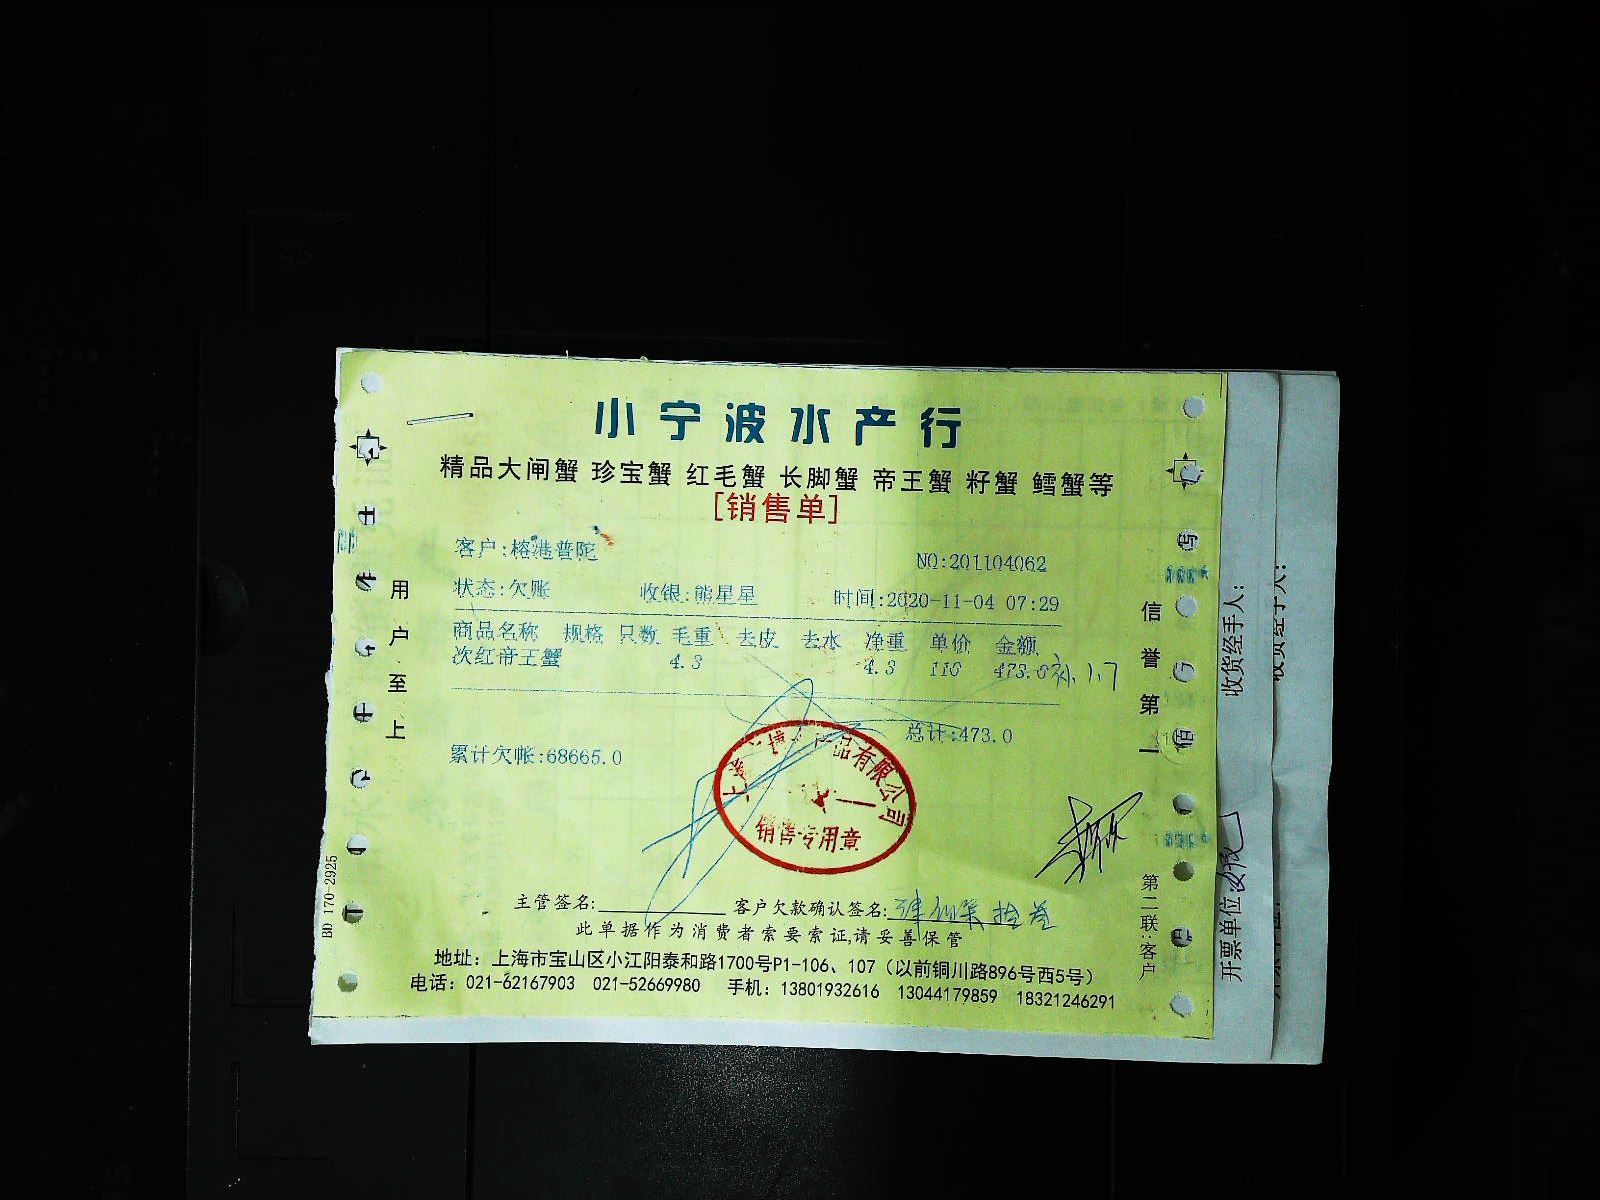 小宁波水产行
精品大闸蟹 珍宝蟹 红毛蟹 长脚蟹 帝王蟹 籽蟹 鳕蟹等
[销售单]
客户:榕港普陀
NO:201104062
状态:欠账 收银:熊星星 时间:2020-11-04 07:29
商品名称 规格 只数 毛重 去皮 去水 净重 单价 金额
次红帝王蟹 4.3 4.3 110 473.0
总计:473.0
累计欠帐:68665.0
品有限公司
销售专用章
主管签名: 客户欠款确认签名:
此单据作为消费者索要索证,请妥善保管
地址：上海市宝山区小江阳泰和路1700号P1-106、107（以前铜川路896号西5号）
电话：021-62167903 021-52669980 手机：13801932616 13044179859 18321246291
用户至上
信誉第一
第二联:客户
BD 170-2925
收货经手人:
开票单位